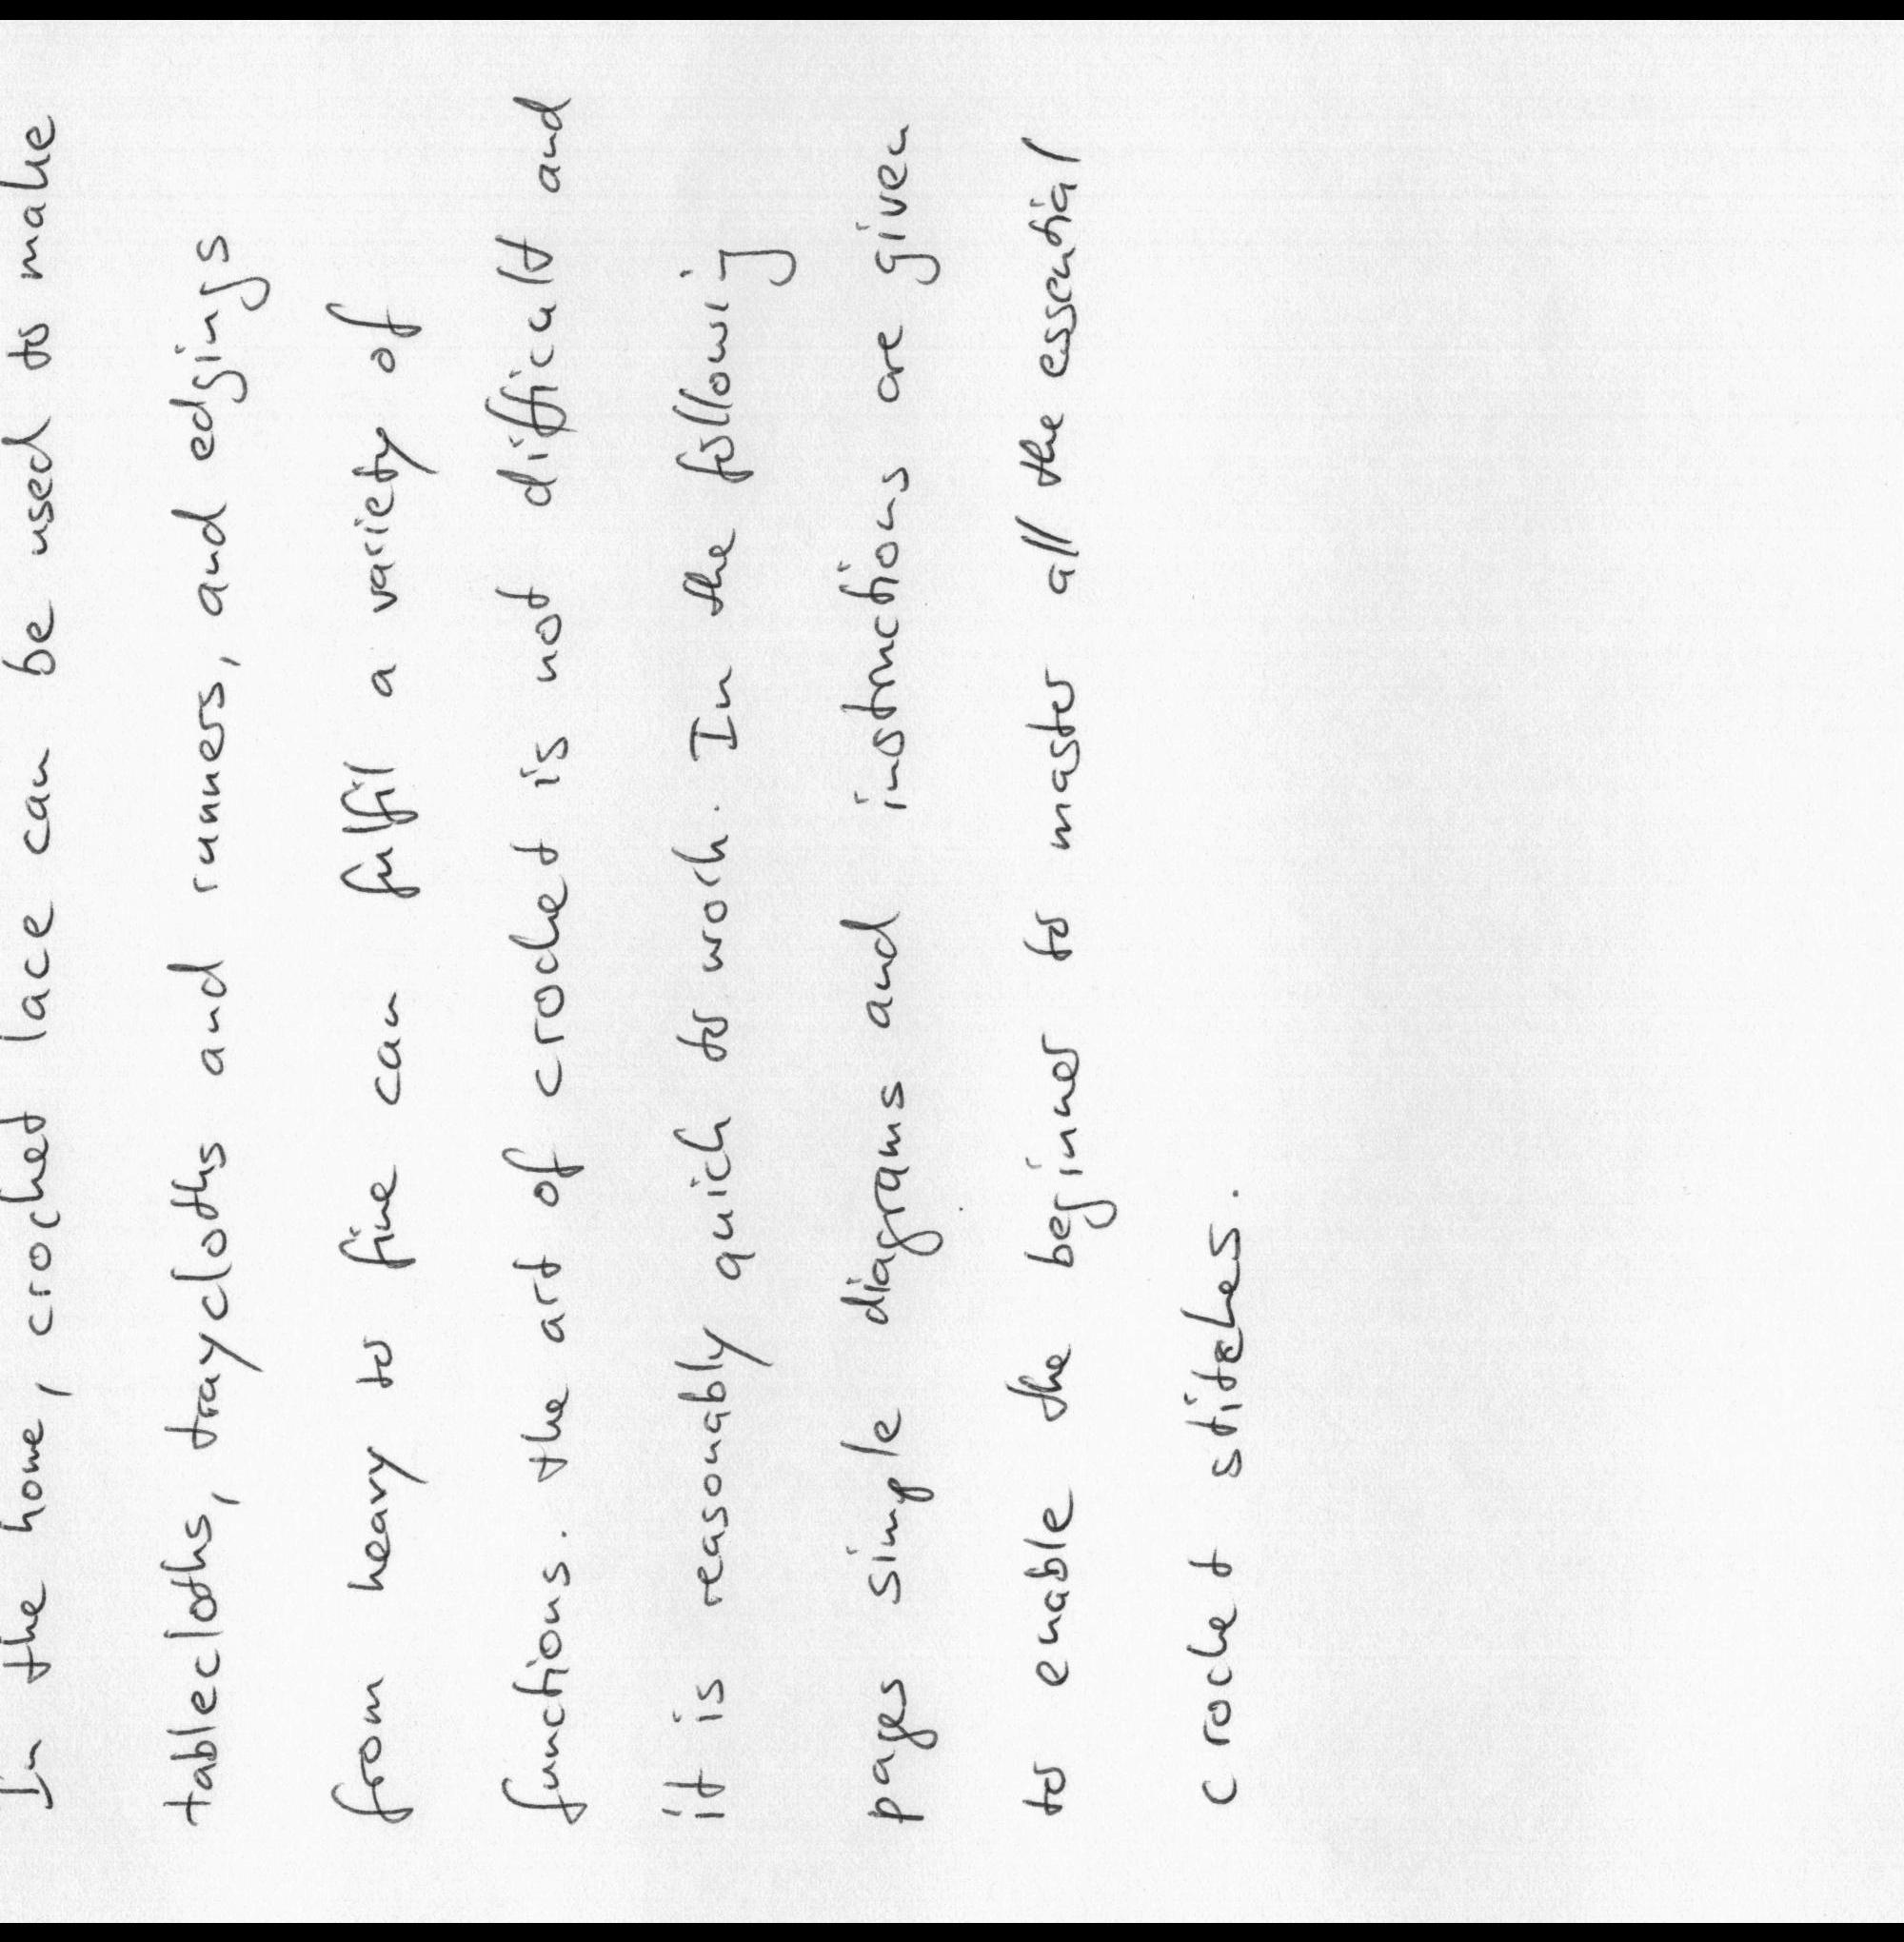 In the home, crochet lace can be used to make
tablecloths, traycloths and runners, and edgings
from heavy to fine can fulfil a variety of
functions. the art of crochet is not difficult and
it is reasonably quick to work. In the following
pages simple diagrams and instructions are given
to enable the beginner to master all the essential
crochet stitches.